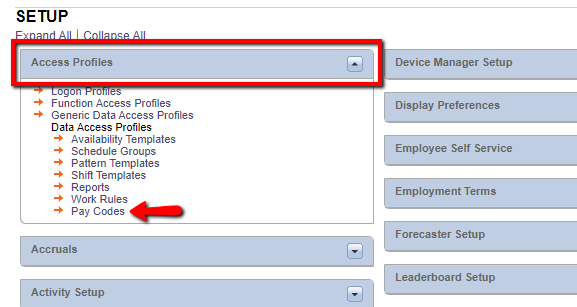 SETUP
Expand All | Collapse All
Access Profiles
Logon Profiles
Function Access Profiles
Generic Data Access Profiles
Data Access Profiles
Availability Templates
Schedule Groups
Pattern Templates
Shift Templates
Reports
Work Rules
Pay Codes
Accruals
Activity Setup
Device Manager Setup
Display Preferences
Employee Self Service
Employment Terms
Forecaster Setup
Leaderboard Setup